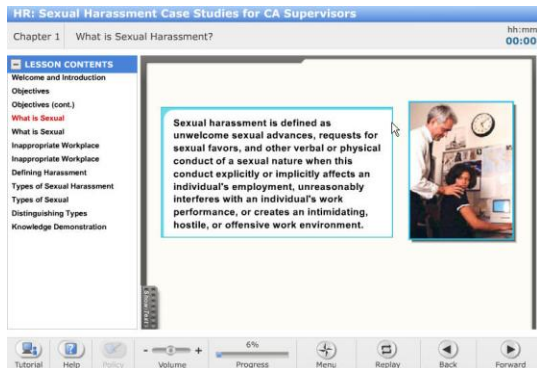 HR: Sexual Harassment Case Studies for CA Supervisors
Chapter 1 What is Sexual Harassment?
hh:mm
00:00
LESSON CONTENTS
Welcome and Introduction
Objectives
Objectives (cont.)
What is Sexual
What is Sexual
Inappropriate Workplace
Inappropriate Workplace
Defining Harassment
Types of Sexual Harassment
Types of Sexual
Distinguishing Types
Knowledge Demonstration
Sexual harassment is defined as
unwelcome sexual advances, requests for
sexual favors, and other verbal or physical
conduct of a sexual nature when this
conduct explicitly or implicitly affects an
individual's employment, unreasonably
interferes with an individual's work
performance, or creates an intimidating,
hostile, or offensive work environment.
- +
6%
Tutorial Help Policy Volume Progress Menu Replay Back Forward